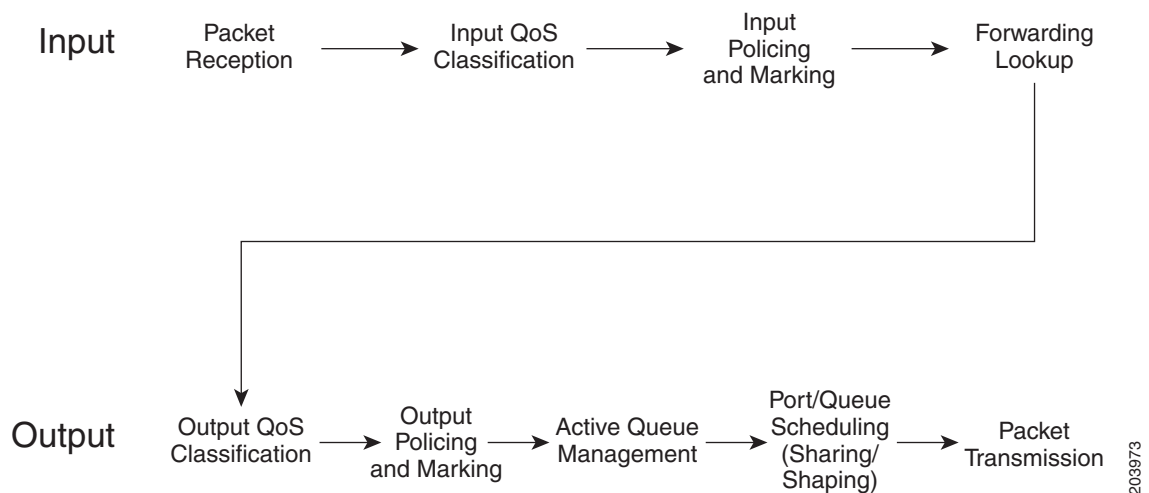 Input
Packet
Reception
Input QoS
Classification
Input
Policing
and Marking
Forwarding
Lookup
Output
Output QoS
Classification
Output
Policing
and Marking
Active Queue
Management
Port/Queue
Scheduling
(Sharing/
Shaping)
Packet
Transmission
203973